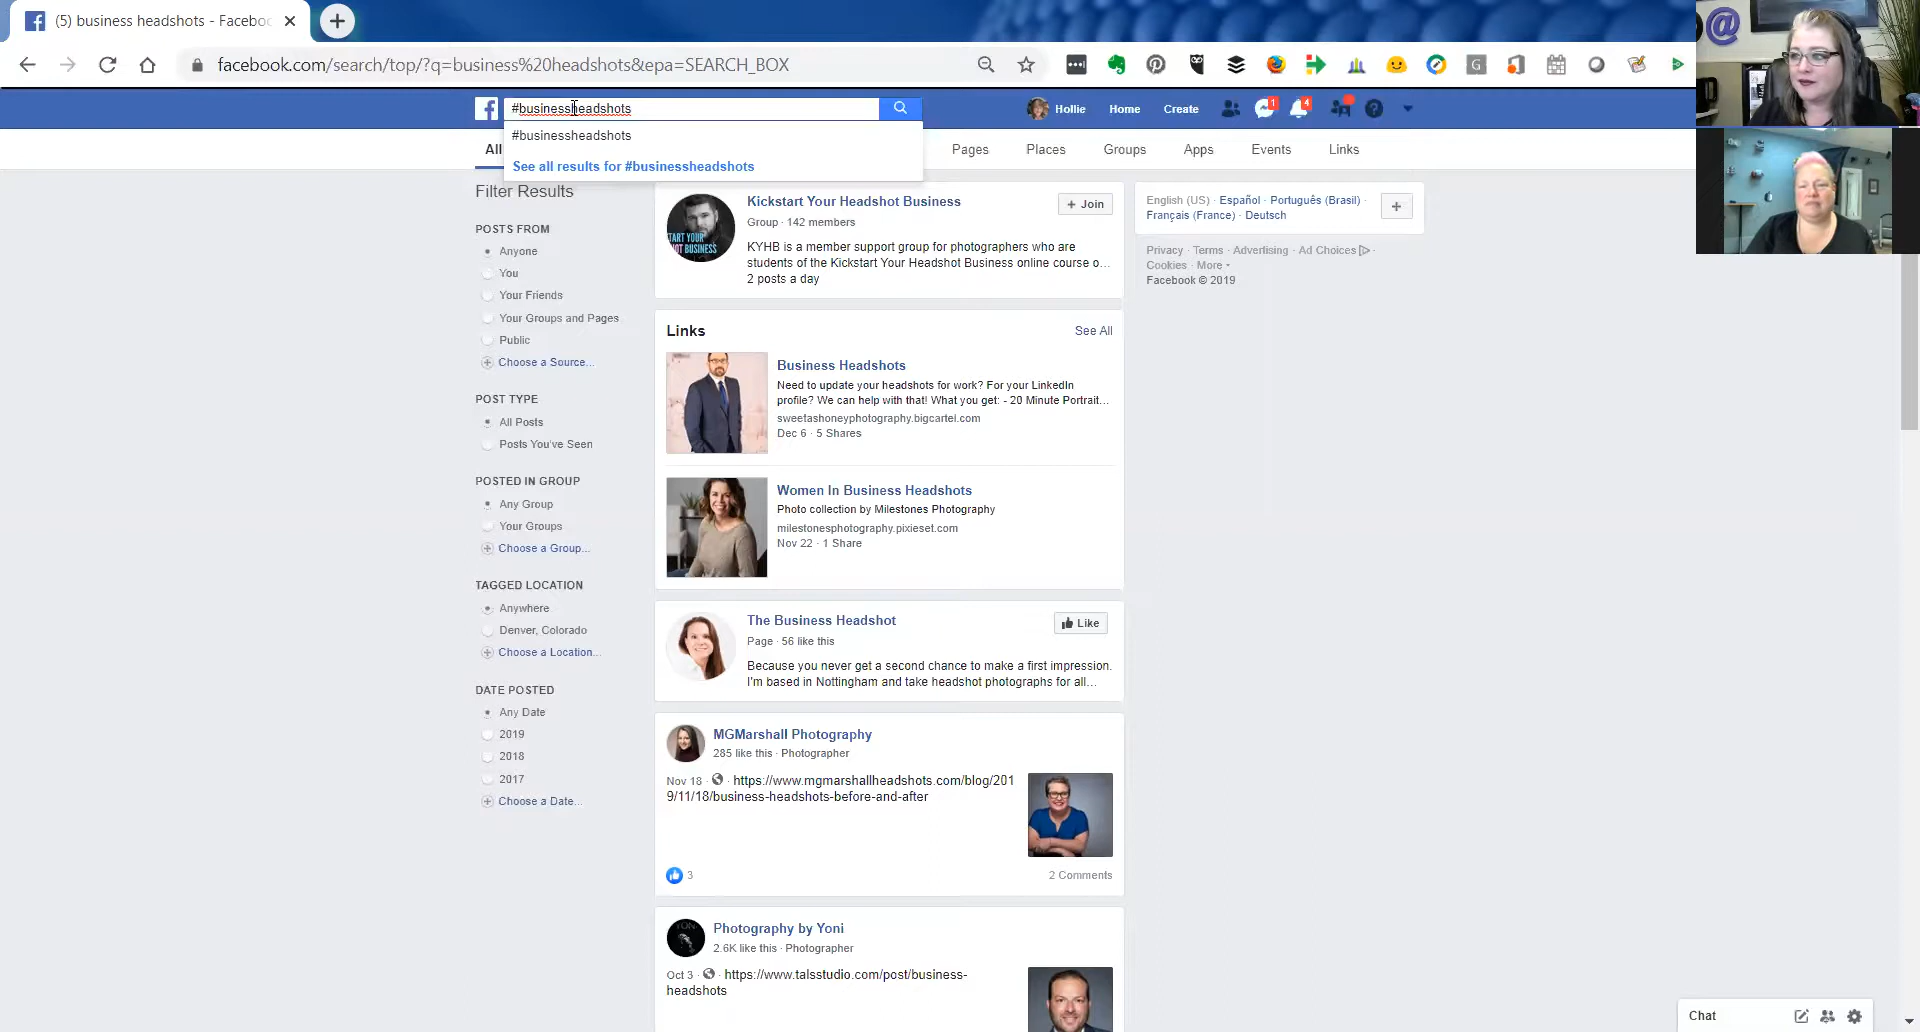 (5) business headshots - Facebo
facebook.com/search/top/?q=business%20headshots&epa=SEARCH_BOX
#businessheadshots
Hollie
Home
Create
1
4
#businessheadshots
See all results for #businessheadshots
All
Pages
Places
Groups
Apps
Events
Links
Filter Results
POSTS FROM
Anyone
You
Your Friends
Your Groups and Pages
Public
Choose a Source...
POST TYPE
All Posts
Posts You've Seen
POSTED IN GROUP
Any Group
Your Groups
Choose a Group...
TAGGED LOCATION
Anywhere
Denver, Colorado
Choose a Location...
DATE POSTED
Any Date
2019
2018
2017
Choose a Date...
START YOUR
HOT BUSINESS
Kickstart Your Headshot Business
+ Join
Group · 142 members
KYHB is a member support group for photographers who are
students of the Kickstart Your Headshot Business online course o...
2 posts a day
Links
See All
Business Headshots
Need to update your headshots for work? For your LinkedIn
profile? We can help with that! What you get: - 20 Minute Portrait...
sweetashoneyphotography.bigcartel.com
Dec 6 · 5 Shares
Women In Business Headshots
Photo collection by Milestones Photography
milestonesphotography.pixieset.com
Nov 22 · 1 Share
The Business Headshot
Like
Page · 56 like this
Because you never get a second chance to make a first impression.
I'm based in Nottingham and take headshot photographs for all...
MGMarshall Photography
285 like this · Photographer
Nov 18 · https://www.mgmarshallheadshots.com/blog/201
9/11/18/business-headshots-before-and-after
3
2 Comments
Photography by Yoni
2.6K like this · Photographer
Oct 3 · https://www.talsstudio.com/post/business-
headshots
English (US) · Español · Português (Brasil) ·
Français (France) · Deutsch
Privacy · Terms · Advertising · Ad Choices ·
Cookies · More
Facebook © 2019
Chat